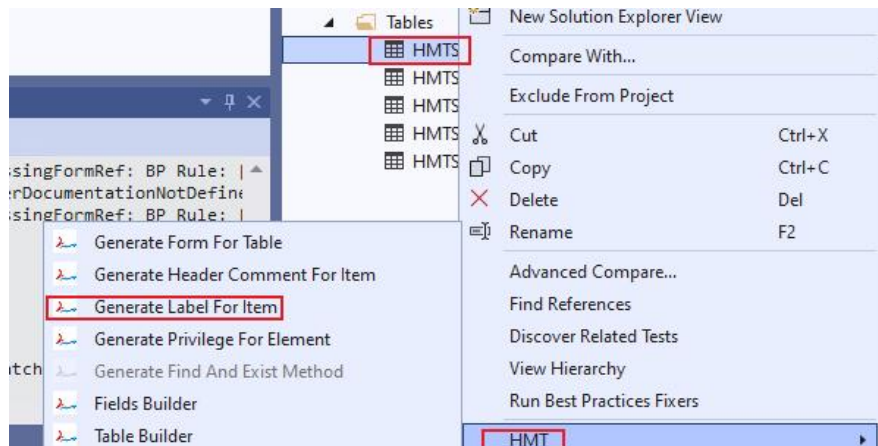 Tables
HMTS
HMTS
HMTS
HMTS
HMTS
New Solution Explorer View
Compare With...
Exclude From Project
Cut Ctrl+X
Copy Ctrl+C
Delete Del
Rename F2
Advanced Compare...
Find References
Discover Related Tests
View Hierarchy
Run Best Practices Fixers
HMT
singFormRef: BP Rule: [
erDocumentationNotDefine
singFormRef: BP Rule: [
atch
Generate Form For Table
Generate Header Comment For Item
Generate Label For Item
Generate Privilege For Element
Generate Find And Exist Method
Fields Builder
Table Builder